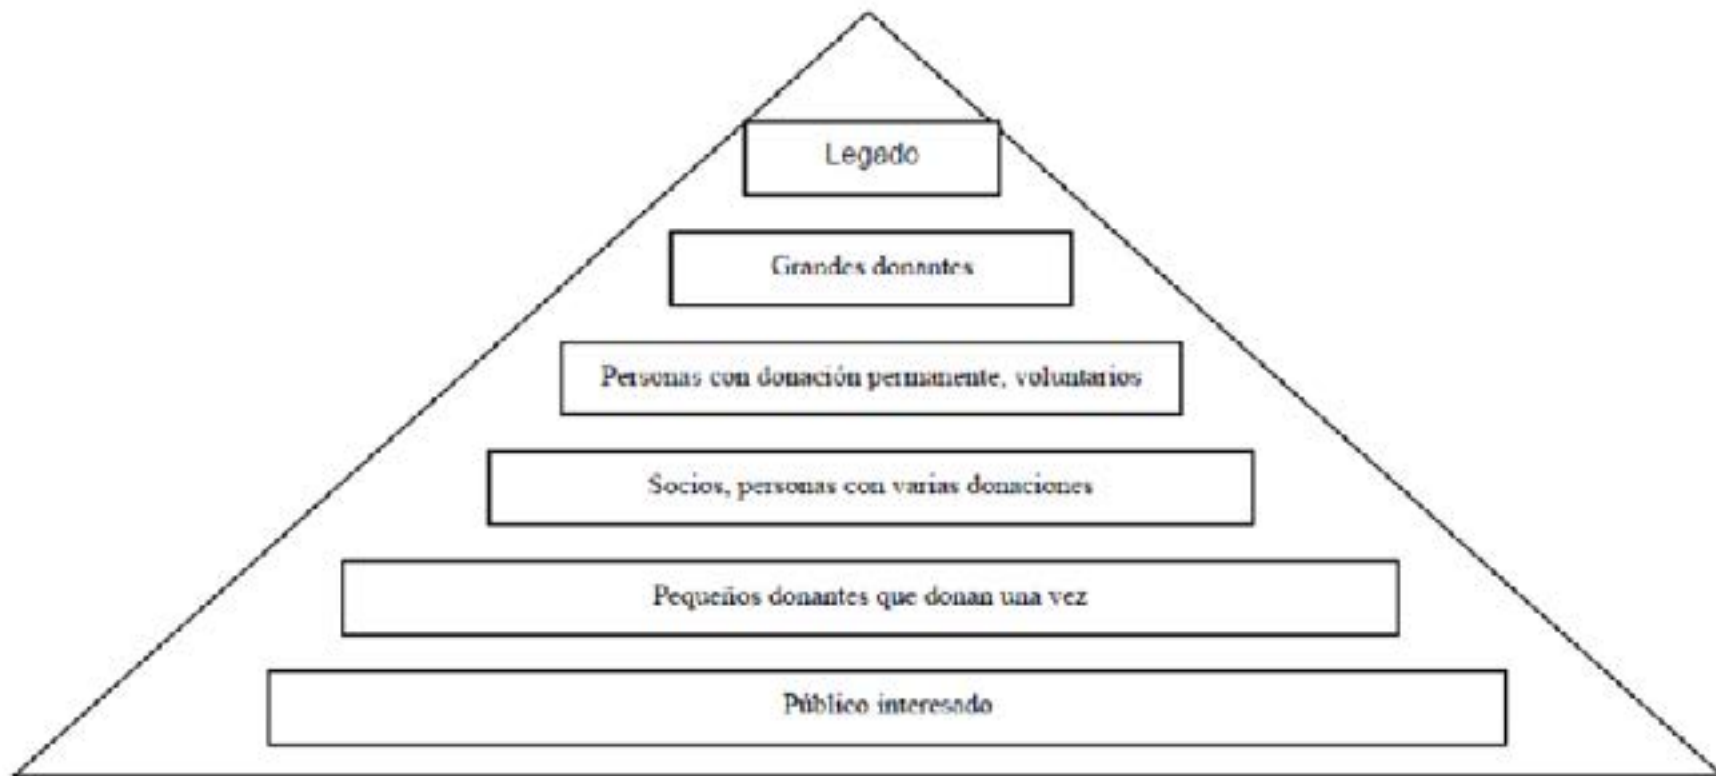 Legado
Grandes donantes
Personas con donación permanente, voluntarios
Socios, personas con varias donaciones
Pequeños donantes que donan una vez
Público interesado